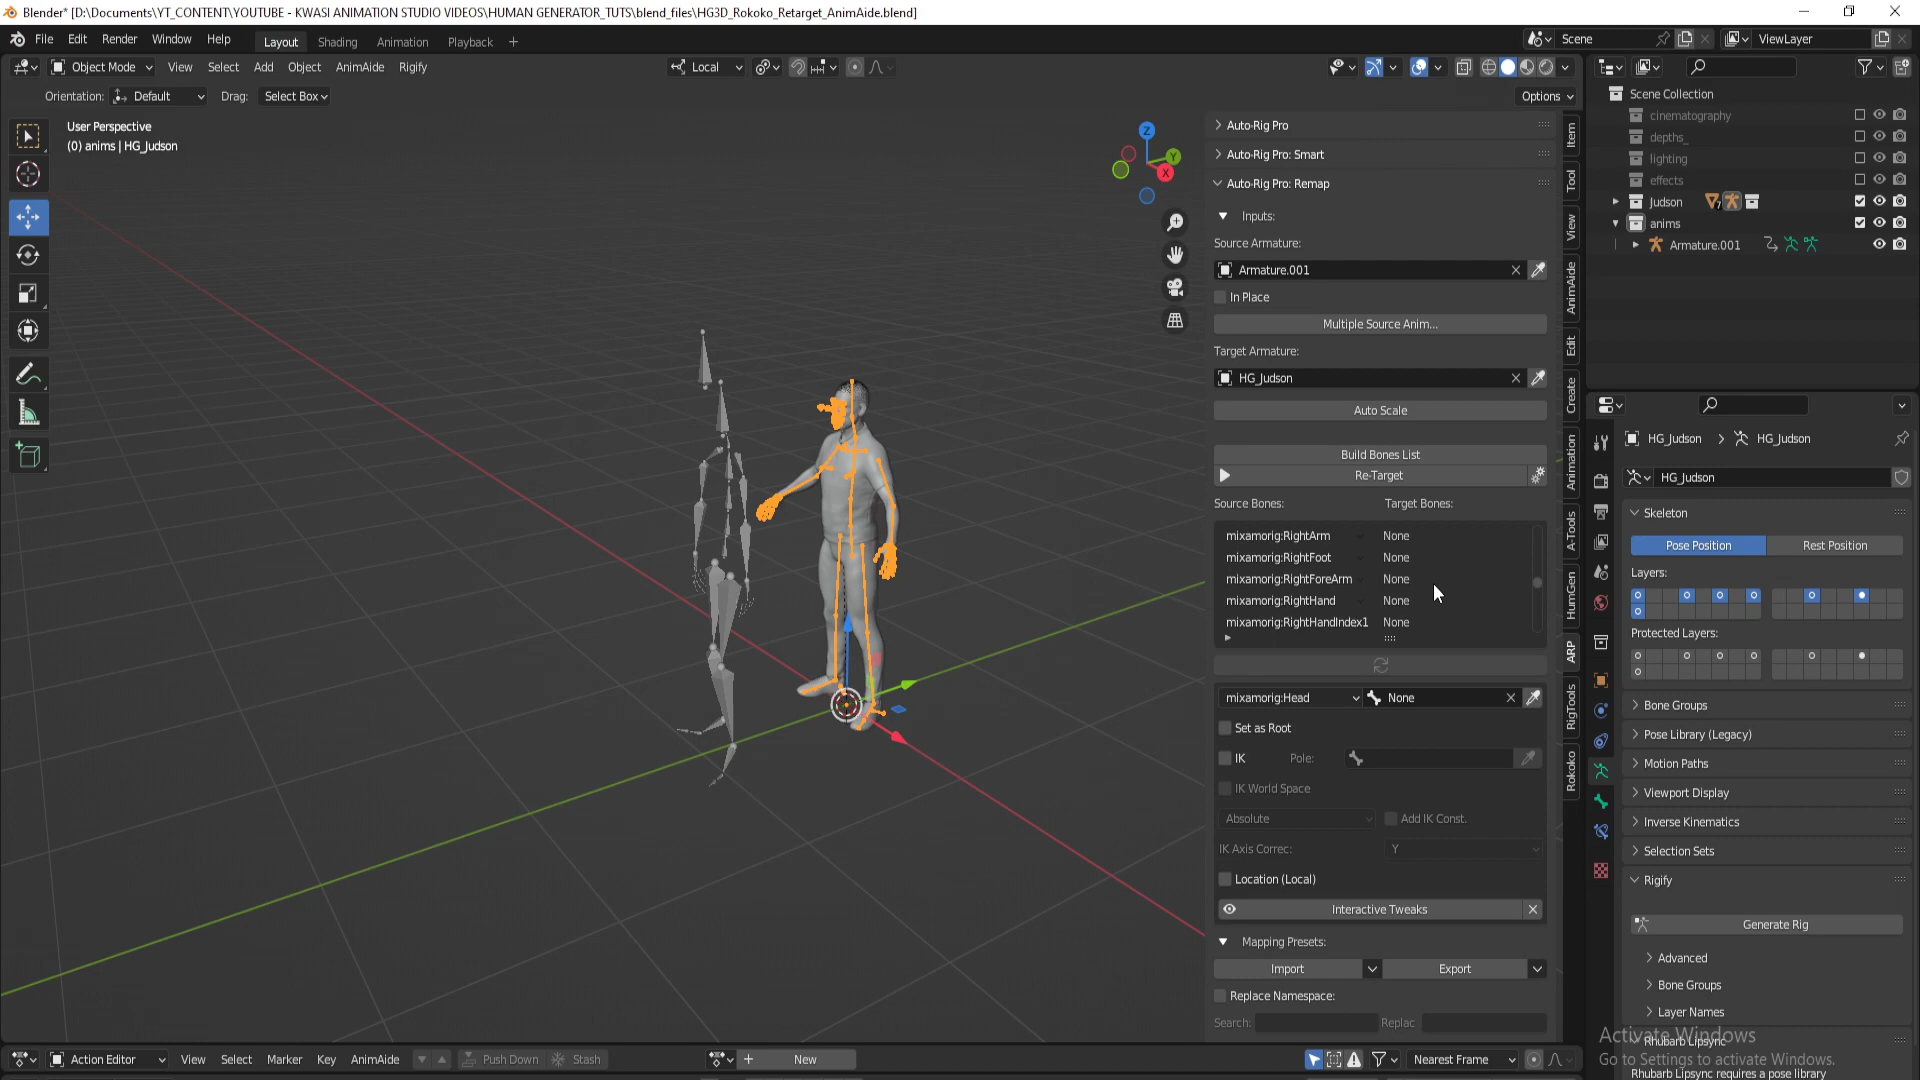 Blender* [D:\Documents\YT_CONTENT\YOUTUBE - KWASI ANIMATION STUDIO VIDEOS\HUMAN GENERATOR_TUTS\blend_files\HG3D_Rokoko_Retarget_AnimAide.blend]
File Edit Render Window Help Layout Shading Animation Playback + Scene ViewLayer
Object Mode View Select Add Object AnimAide Rigify Local
Orientation: Default Drag: Select Box Options
User Perspective
(0) anims | HG_Judson
Z
Y
X
Auto-Rig Pro
Auto-Rig Pro: Smart
Auto-Rig Pro: Remap
Inputs:
Source Armature:
Armature.001
In Place
Multiple Source Anim...
Target Armature:
HG_Judson
Auto Scale
Build Bones List
Re-Target
Source Bones: Target Bones:
mixamorig:RightArm None
mixamorig:RightFoot None
mixamorig:RightForeArm None
mixamorig:RightHand None
mixamorig:RightHandIndex1 None
mixamorig:Head None
Set as Root
IK Pole:
IK World Space
Absolute Add IK Const.
IK Axis Correc: Y
Location (Local)
Interactive Tweaks
Mapping Presets:
Import Export
Replace Namespace:
Search: Replac
Item
Tool
View
AnimAide
Edit
Create
Animation
A-Tools
HumGen
ARP
RigTools
Rokoko
Scene Collection
cinematography
depths_
lighting
effects
Judson 7
anims
Armature.001
HG_Judson > HG_Judson
HG_Judson
Skeleton
Pose Position Rest Position
Layers:
Protected Layers:
Bone Groups
Pose Library (Legacy)
Motion Paths
Viewport Display
Inverse Kinematics
Selection Sets
Rigify
Generate Rig
Advanced
Bone Groups
Layer Names
Rhubarb Lipsync
Rhubarb Lipsync requires a pose library
Activate Windows
Go to Settings to activate Windows.
Action Editor View Select Marker Key AnimAide Push Down Stash + New Nearest Frame